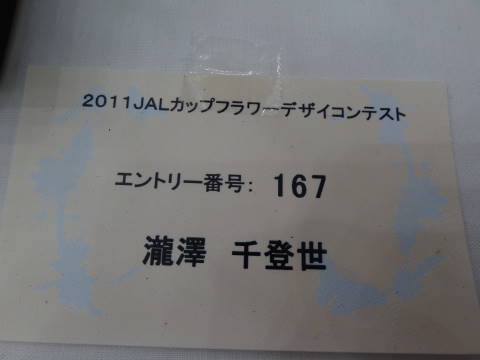 2011JALカップフラワーデザイコンテスト
エントリー番号: 167
瀧澤 千登世